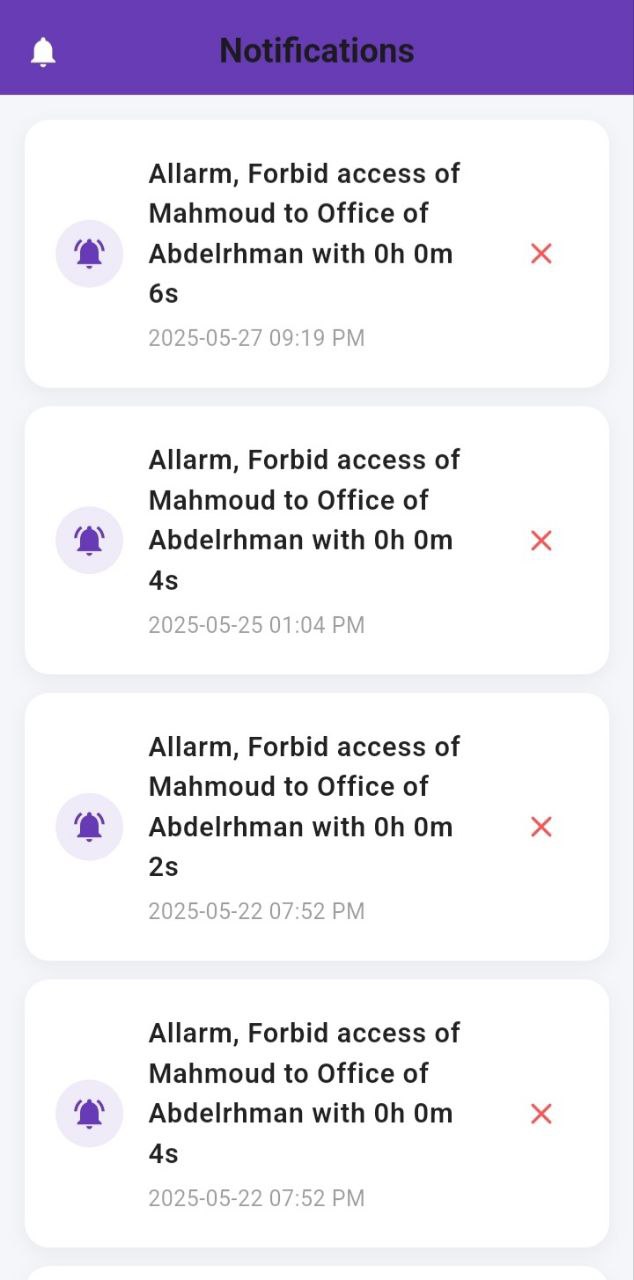 Notifications
Allarm, Forbid access of
Mahmoud to Office of
Abdelrhman with 0h 0m
6s
2025-05-27 09:19 PM
Allarm, Forbid access of
Mahmoud to Office of
Abdelrhman with 0h 0m
4s
2025-05-25 01:04 PM
Allarm, Forbid access of
Mahmoud to Office of
Abdelrhman with 0h 0m
2s
2025-05-22 07:52 PM
Allarm, Forbid access of
Mahmoud to Office of
Abdelrhman with 0h 0m
4s
2025-05-22 07:52 PM